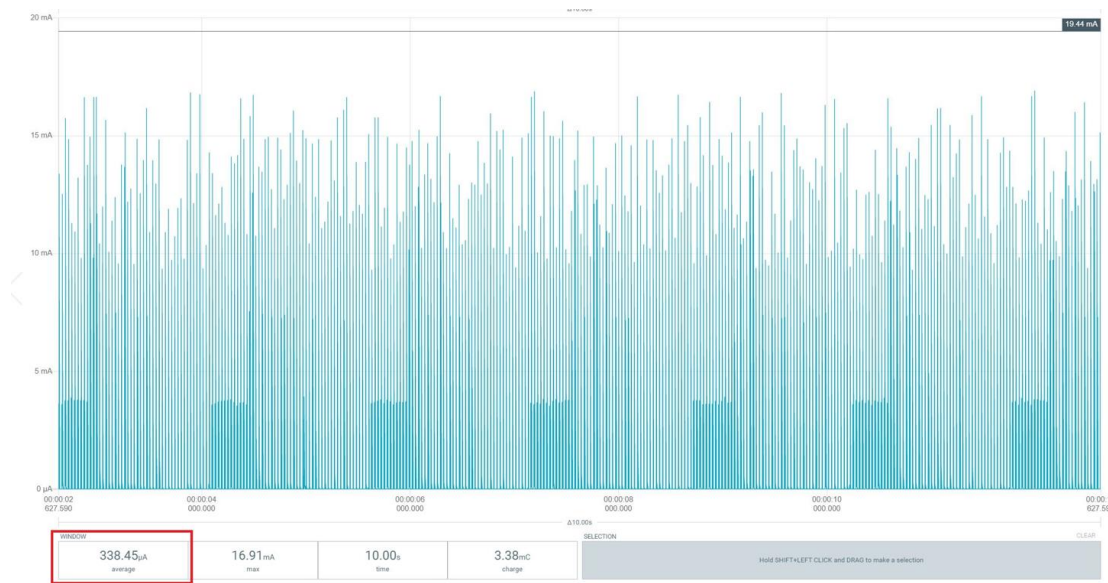 Δ10.00s
20 mA
19.44 mA
15 mA
10 mA
5 mA
0 µA
00:00:02 00:00:04 00:00:06 00:00:08 00:00:10
627.590 000.000 000.000 000.000 000.000
Δ10.00s
WINDOW SELECTION CLEAR
338.45µA 16.91mA 10.00s 3.38mC
average max time charge
Hold SHIFT+LEFT CLICK and DRAG to make a selection